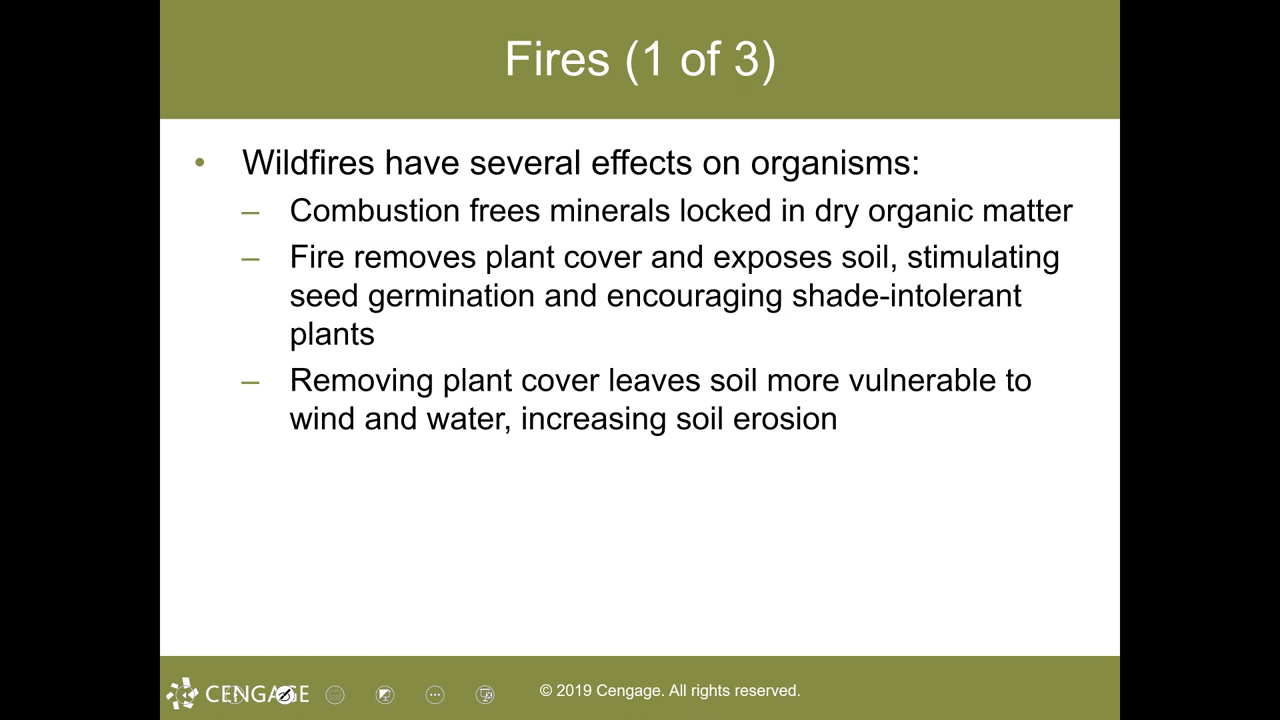 Fires (1 of 3)
• Wildfires have several effects on organisms:
– Combustion frees minerals locked in dry organic matter
– Fire removes plant cover and exposes soil, stimulating
seed germination and encouraging shade-intolerant
plants
– Removing plant cover leaves soil more vulnerable to
wind and water, increasing soil erosion
CENGAGE
© 2019 Cengage. All rights reserved.